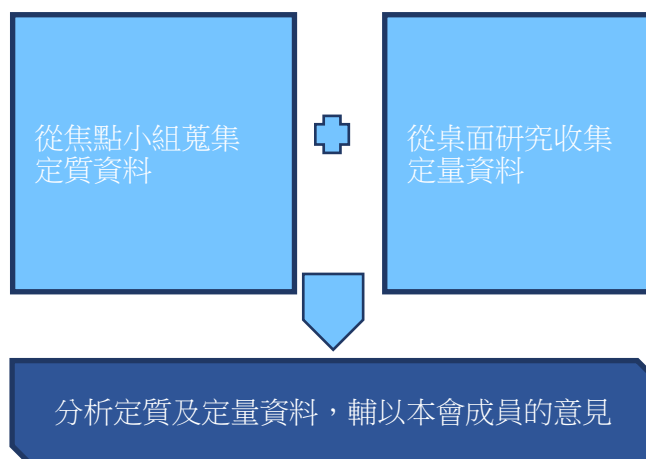 從焦點小組蒐集
定質資料
從桌面研究收集
定量資料
分析定質及定量資料，輔以本會成員的意見